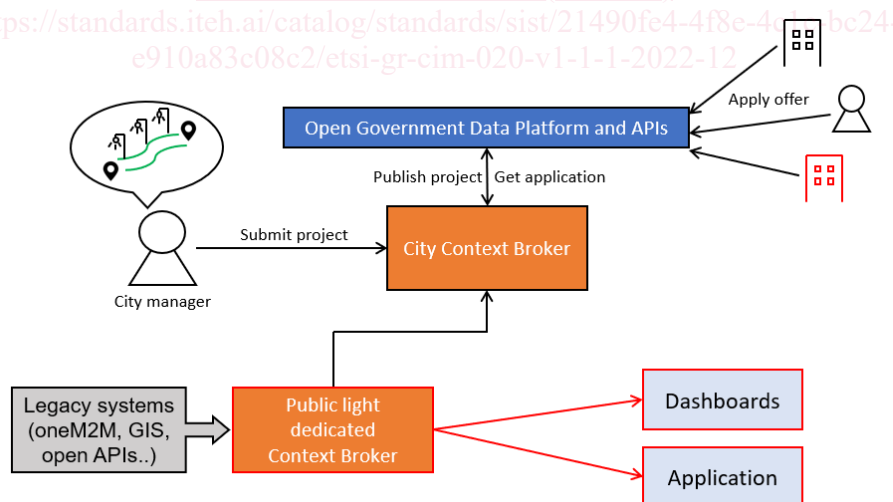 ps://standards.iteh.ai/catalog/standards/sist/21490fe4-4f8e-4c1c-bc24-
e910a83c08c2/etsi-gr-cim-020-v1-1-1-2022-12
Apply offer
Open Government Data Platform and APIs
Publish project
Get application
Submit project
City Context Broker
City manager
Legacy systems
(oneM2M, GIS,
open APIs..)
Public light
dedicated
Context Broker
Dashboards
Application